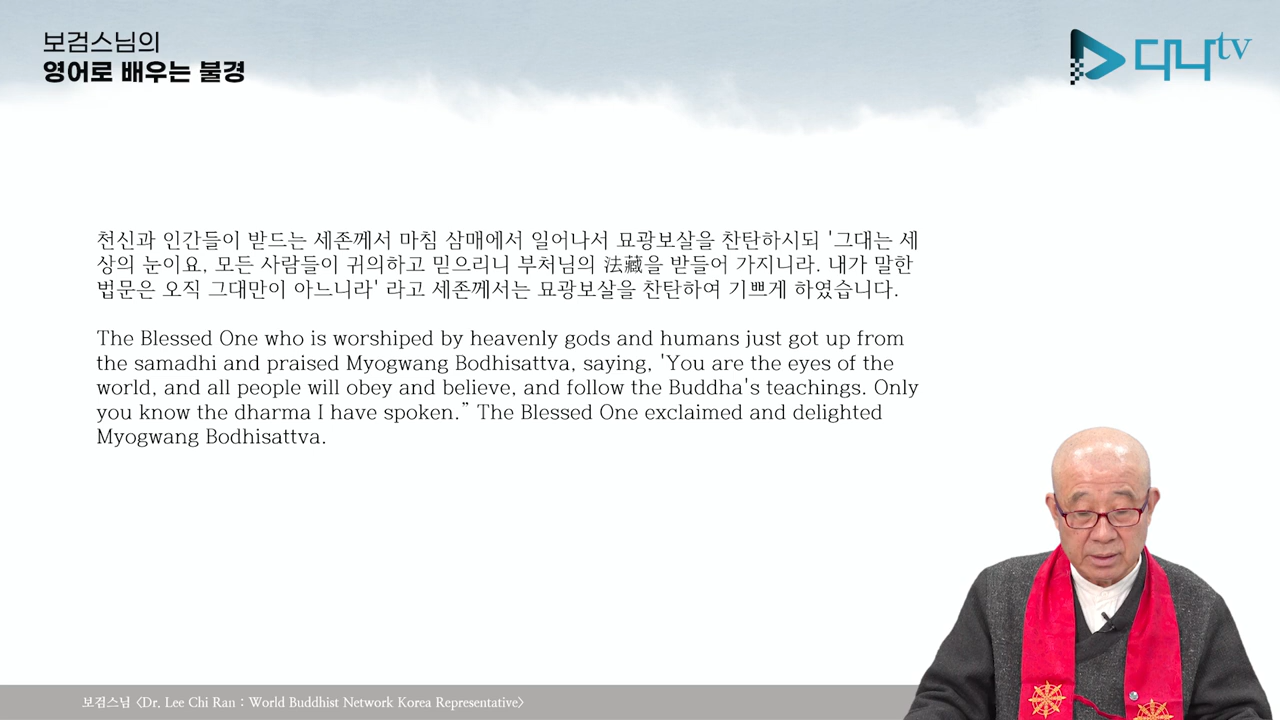 보검스님의
영어로 배우는 불경
디나tv
천신과 인간들이 받드는 세존께서 마침 삼매에서 일어나서 묘광보살을 찬탄하시되 '그대는 세
상의 눈이요, 모든 사람들이 귀의하고 믿으리니 부처님의 法藏을 받들어 가지니라. 내가 말한
법문은 오직 그대만이 아느니라' 라고 세존께서는 묘광보살을 찬탄하여 기쁘게 하였습니다.
The Blessed One who is worshiped by heavenly gods and humans just got up from
the samadhi and praised Myogwang Bodhisattva, saying, 'You are the eyes of the
world, and all people will obey and believe, and follow the Buddha's teachings. Only
you know the dharma I have spoken.” The Blessed One exclaimed and delighted
Myogwang Bodhisattva.
보검스님 <Dr. Lee Chi Ran : World Buddhist Network Korea Representative>